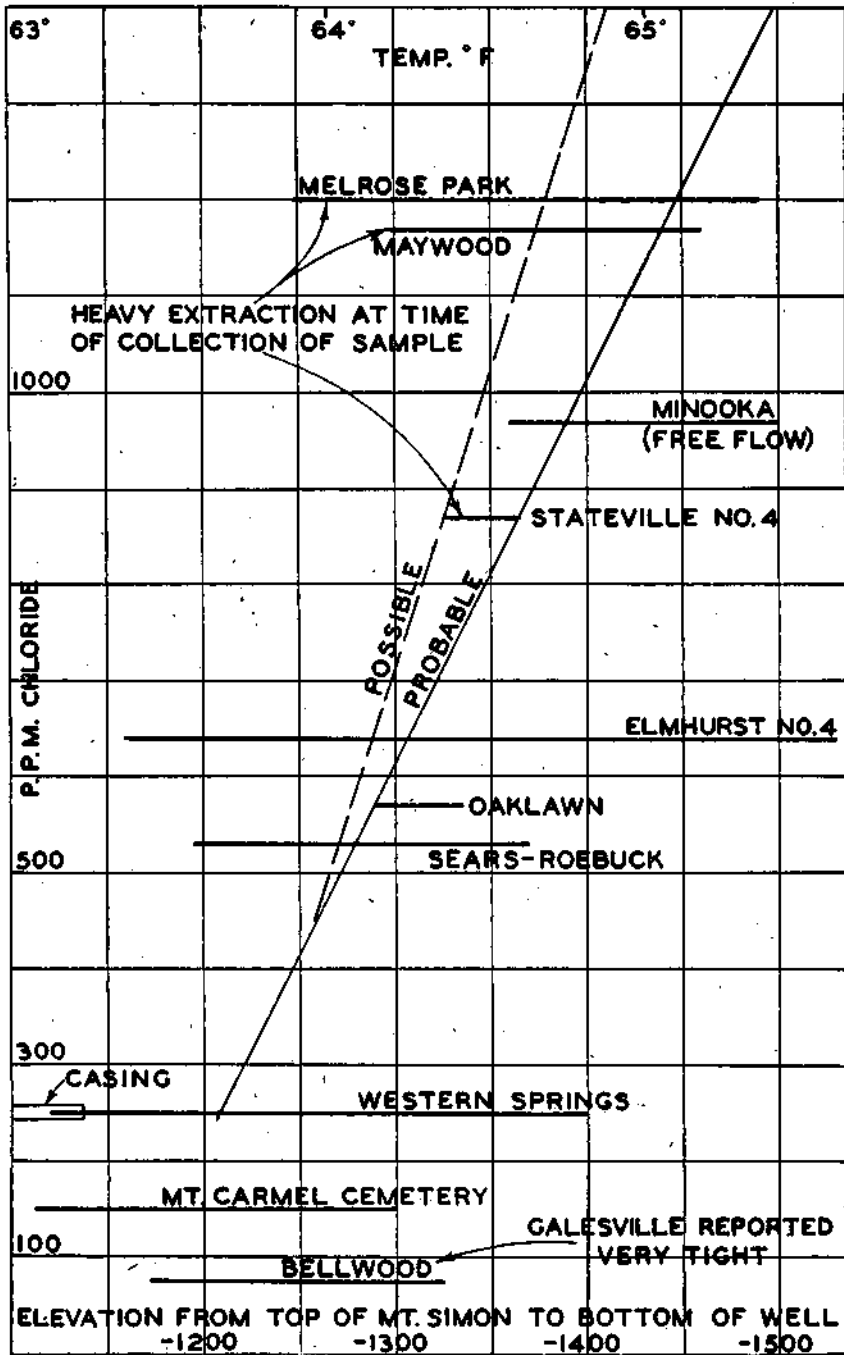 63° 64° 65°
TEMP. °F
MELROSE PARK
MAYWOOD
HEAVY EXTRACTION AT TIME
OF COLLECTION OF SAMPLE
1000
MINOOKA
(FREE FLOW)
STATEVILLE NO. 4
POSSIBLE
PROBABLE
P.P.M. CHLORIDE
ELMHURST NO. 4
OAKLAWN
SEARS-ROEBUCK
500
300
CASING
WESTERN SPRINGS
MT. CARMEL CEMETERY
GALESVILLE REPORTED
VERY TIGHT
100
BELLWOOD
ELEVATION FROM TOP OF MT. SIMON TO BOTTOM OF WELL
-1200 -1300 -1400 -1500